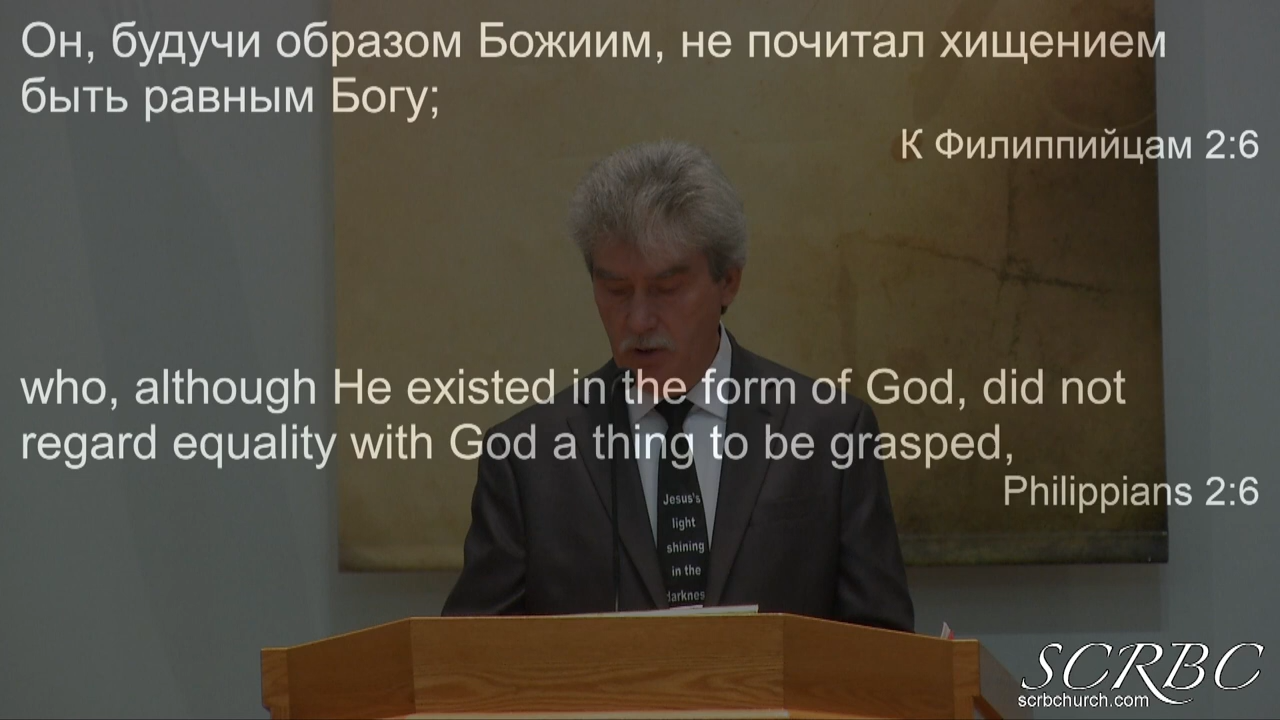 Он, будучи образом Божиим, не почитал хищением
быть равным Богу;
К Филиппийцам 2:6
who, although He existed in the form of God, did not
regard equality with God a thing to be grasped,
Philippians 2:6
Jesus's
light
shining
in the
darknes
SCRBC
scrbchurch.com